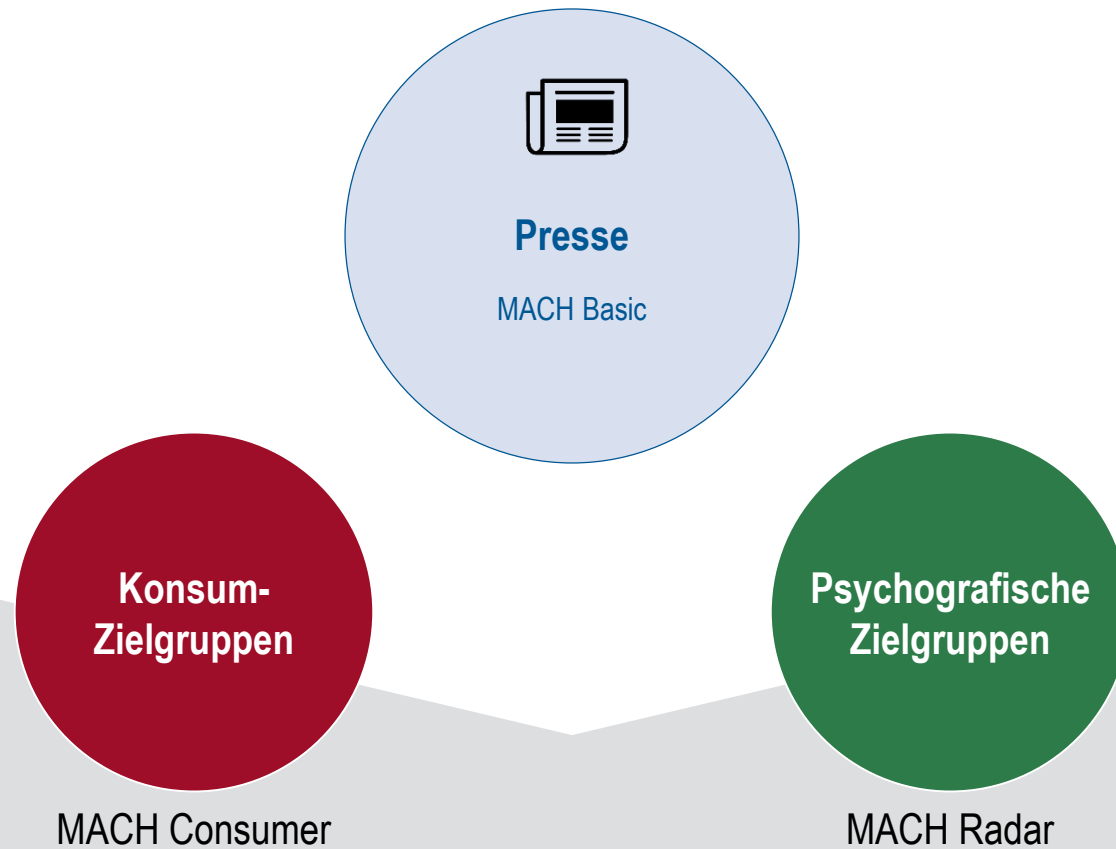 Presse
MACH Basic
Konsum-
Zielgruppen
Psychografische
Zielgruppen
MACH Consumer
MACH Radar